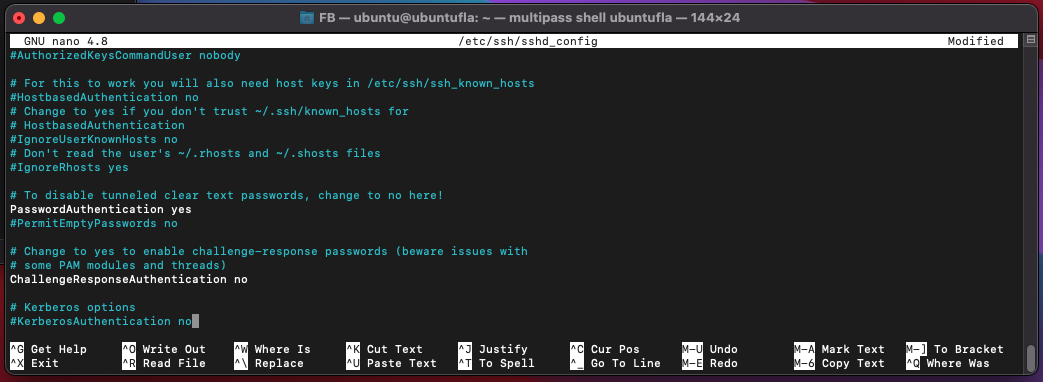 FB — ubuntu@ubuntufla: ~ — multipass shell ubuntufla — 144×24
GNU nano 4.8 /etc/ssh/sshd_config Modified
#AuthorizedKeysCommandUser nobody
# For this to work you will also need host keys in /etc/ssh/ssh_known_hosts
#HostbasedAuthentication no
# Change to yes if you don't trust ~/.ssh/known_hosts for
# HostbasedAuthentication
#IgnoreUserKnownHosts no
# Don't read the user's ~/.rhosts and ~/.shosts files
#IgnoreRhosts yes
# To disable tunneled clear text passwords, change to no here!
PasswordAuthentication yes
#PermitEmptyPasswords no
# Change to yes to enable challenge-response passwords (beware issues with
# some PAM modules and threads)
ChallengeResponseAuthentication no
# Kerberos options
#KerberosAuthentication no
^G Get Help ^O Write Out ^W Where Is ^K Cut Text ^J Justify ^C Cur Pos M-U Undo M-A Mark Text M-] To Bracket
^X Exit ^R Read File ^\ Replace ^U Paste Text ^T To Spell ^_ Go To Line M-E Redo M-6 Copy Text ^Q Where Was